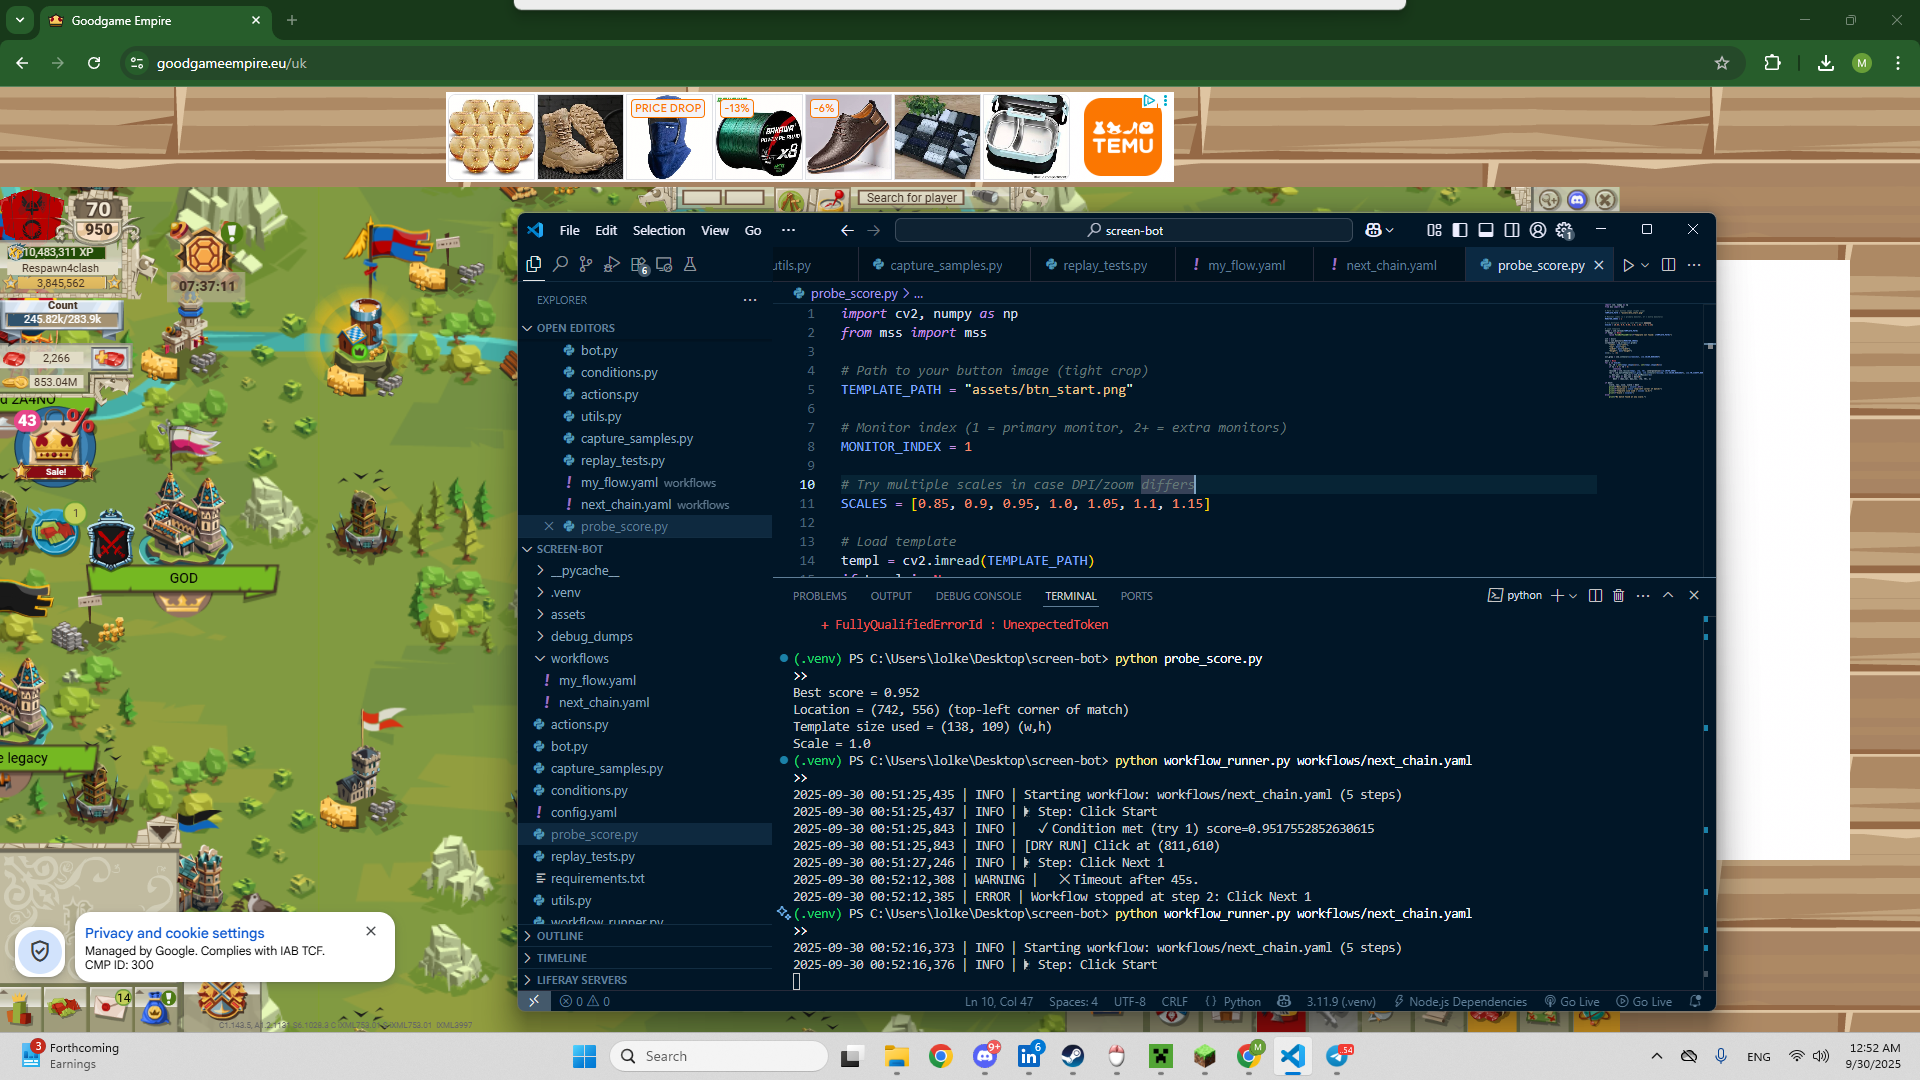 Goodgame Empire
goodgameempire.eu/uk
M
PRICE DROP
-13%
-6%
TEMU
70
950
10,483,311 XP
Respawn4clash
3,845,562
Count
245.82k/283.9k
2,266
853.04M
07:37:11
43
%
Sale!
1
GOD
e legacy
Search for player
File Edit Selection View Go ...
screen-bot
1
6
utils.py
capture_samples.py
replay_tests.py
! my_flow.yaml
! next_chain.yaml
probe_score.py
EXPLORER
OPEN EDITORS
bot.py
conditions.py
actions.py
utils.py
capture_samples.py
replay_tests.py
! my_flow.yaml workflows
! next_chain.yaml workflows
probe_score.py
SCREEN-BOT
__pycache__
.venv
assets
debug_dumps
workflows
! my_flow.yaml
! next_chain.yaml
actions.py
bot.py
capture_samples.py
conditions.py
! config.yaml
probe_score.py
replay_tests.py
requirements.txt
utils.py
workflow_runner.py
OUTLINE
TIMELINE
LIFERAY SERVERS
probe_score.py > ...
1 import cv2, numpy as np
2 from mss import mss
3
4 # Path to your button image (tight crop)
5 TEMPLATE_PATH = "assets/btn_start.png"
6
7 # Monitor index (1 = primary monitor, 2+ = extra monitors)
8 MONITOR_INDEX = 1
9
10 # Try multiple scales in case DPI/zoom differs
11 SCALES = [0.85, 0.9, 0.95, 1.0, 1.05, 1.1, 1.15]
12
13 # Load template
14 templ = cv2.imread(TEMPLATE_PATH)
PROBLEMS OUTPUT DEBUG CONSOLE TERMINAL PORTS
python
+ FullyQualifiedErrorId : UnexpectedToken
(.venv) PS C:\Users\lolke\Desktop\screen-bot> python probe_score.py
>>
Best score = 0.952
Location = (742, 556) (top-left corner of match)
Template size used = (138, 109) (w,h)
Scale = 1.0
(.venv) PS C:\Users\lolke\Desktop\screen-bot> python workflow_runner.py workflows/next_chain.yaml
>>
2025-09-30 00:51:25,435 | INFO | Starting workflow: workflows/next_chain.yaml (5 steps)
2025-09-30 00:51:25,437 | INFO | Step: Click Start
2025-09-30 00:51:25,843 | INFO | ✓ Condition met (try 1) score=0.9517552852630615
2025-09-30 00:51:25,843 | INFO | [DRY RUN] Click at (811,610)
2025-09-30 00:51:27,246 | INFO | Step: Click Next 1
2025-09-30 00:52:12,308 | WARNING | ✗ Timeout after 45s.
2025-09-30 00:52:12,385 | ERROR | Workflow stopped at step 2: Click Next 1
(.venv) PS C:\Users\lolke\Desktop\screen-bot> python workflow_runner.py workflows/next_chain.yaml
>>
2025-09-30 00:52:16,373 | INFO | Starting workflow: workflows/next_chain.yaml (5 steps)
2025-09-30 00:52:16,376 | INFO | Step: Click Start
0 0
Ln 10, Col 47 Spaces: 4 UTF-8 CRLF {} Python 3.11.9 (.venv) Node.js Dependencies Go Live Go Live
Privacy and cookie settings
Managed by Google. Complies with IAB TCF.
CMP ID: 300
14
3
Forthcoming
Earnings
Search
9+
6
M
54
ENG
12:52 AM
9/30/2025